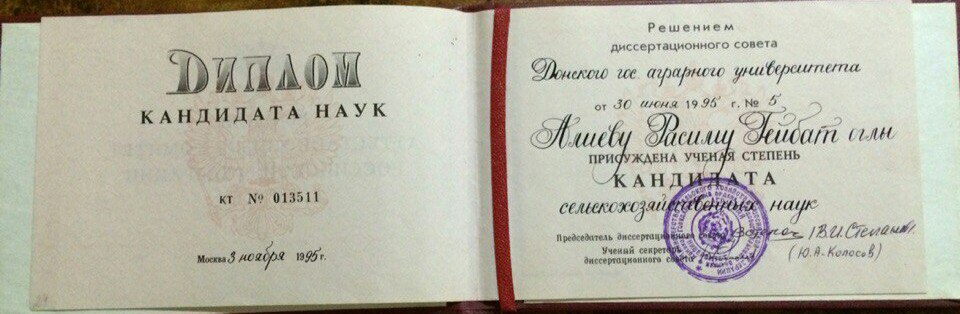 ДИПЛОМ
КАНДИДАТА НАУК
КТ № 013511
Москва 3 ноября 1995 г.
Решением
диссертационного совета
Донского гос. аграрного университета
от 30 июня 1995 г. № 5
Алиеву Расиму Гейбат оглы
ПРИСУЖДЕНА УЧЕНАЯ СТЕПЕНЬ
КАНДИДАТА
сельскохозяйственных наук
Председатель диссертационного совета В.И. Степанов
Ученый секретарь (Ю.А. Колосов)
диссертационного совета